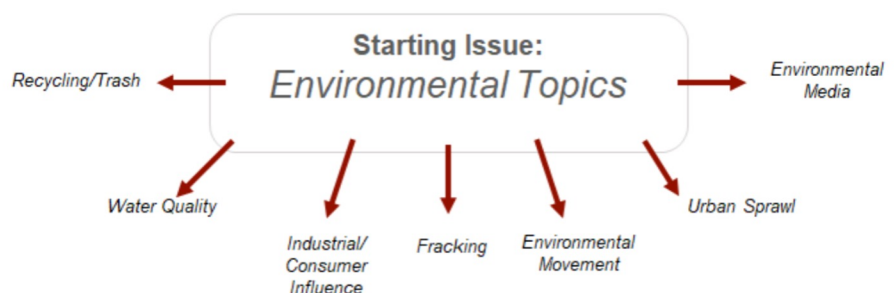 Starting Issue:
Environmental Topics
Recycling/Trash
Environmental
Media
Water Quality
Urban Sprawl
Industrial/
Consumer
Influence
Fracking
Environmental
Movement